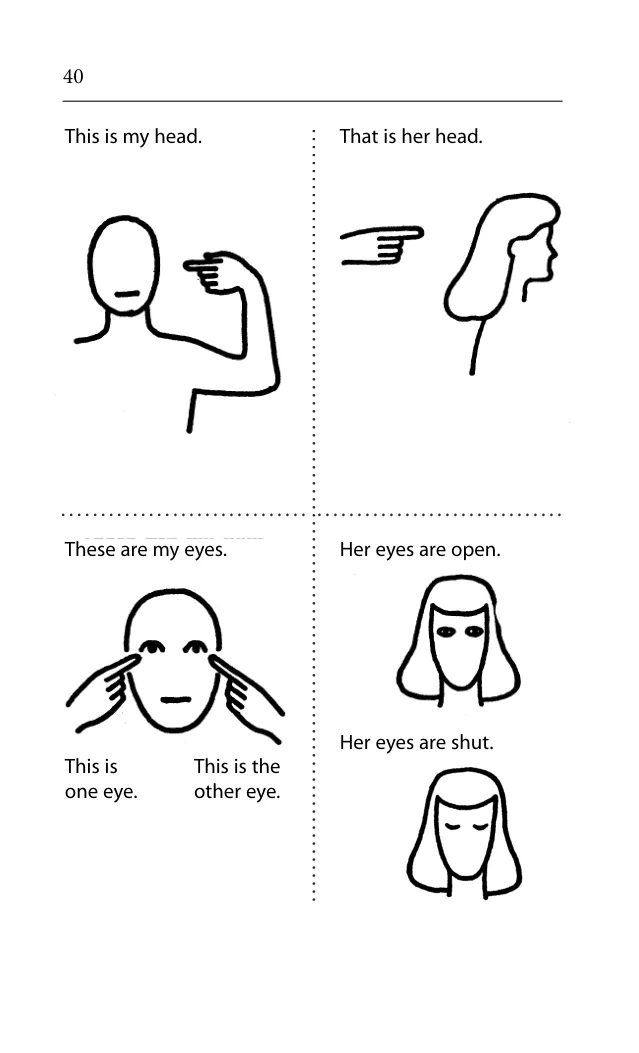 40
This is my head.
That is her head.
These are my eyes.
This is
one eye.
This is the
other eye.
Her eyes are open.
Her eyes are shut.